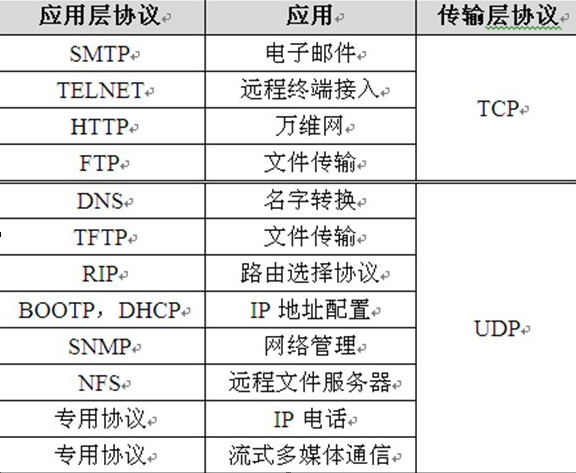 应用层协议 应用 传输层协议
SMTP 电子邮件
TELNET 远程终端接入
HTTP 万维网
TCP
FTP 文件传输
DNS 名字转换
TFTP 文件传输
RIP 路由选择协议
BOOTP，DHCP IP 地址配置
UDP
SNMP 网络管理
NFS 远程文件服务器
专用协议 IP 电话
专用协议 流式多媒体通信